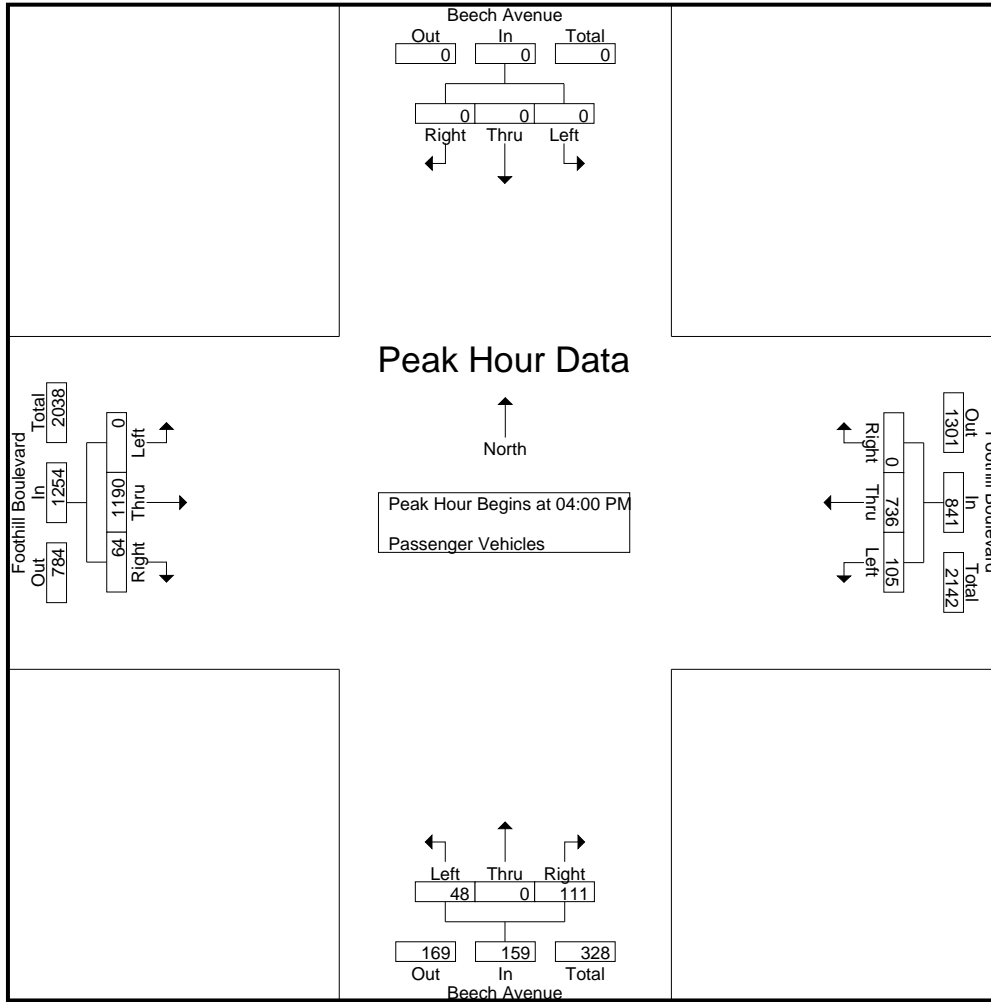 Beech Avenue
Out In Total
0 0 0
0 0 0
Right Thru Left
Peak Hour Data
North
Peak Hour Begins at 04:00 PM
Passenger Vehicles
Foothill Boulevard
Out In Total
784 1254 2038
0 1190 64
Left Thru Right
Foothill Boulevard
Out In Total
1301 841 2142
0 736 105
Right Thru Left
Left Thru Right
48 0 111
169 159 328
Out In Total
Beech Avenue